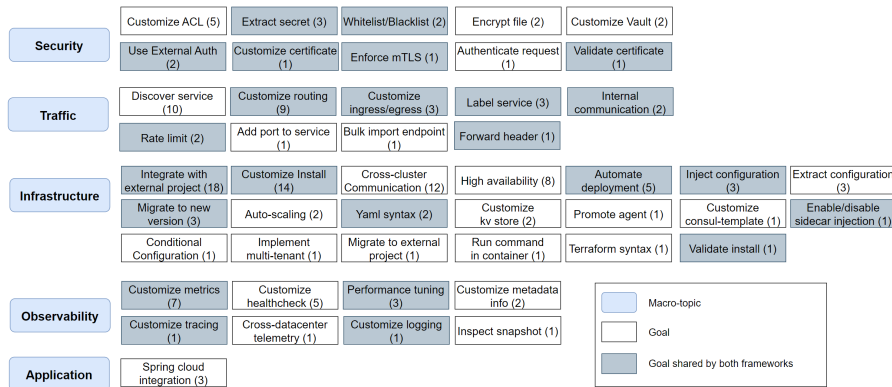 Security
Customize ACL (5)
Extract secret (3)
Whitelist/Blacklist (2)
Encrypt file (2)
Customize Vault (2)
Use External Auth
(2)
Customize certificate
(1)
Enforce mTLS (1)
Authenticate request
(1)
Validate certificate
(1)
Traffic
Discover service
(10)
Customize routing
(9)
Customize
ingress/egress (3)
Label service (3)
Internal
communication (2)
Rate limit (2)
Add port to service
(1)
Bulk import endpoint
(1)
Forward header (1)
Infrastructure
Integrate with
external project (18)
Customize Install
(14)
Cross-cluster
Communication (12)
High availability (8)
Automate
deployment (5)
Inject configuration
(3)
Extract configuration
(3)
Migrate to new
version (3)
Auto-scaling (2)
Yaml syntax (2)
Customize
kv store (2)
Promote agent (1)
Customize
consul-template (1)
Enable/disable
sidecar injection (1)
Conditional
Configuration (1)
Implement
multi-tenant (1)
Migrate to external
project (1)
Run command
in container (1)
Terraform syntax (1)
Validate install (1)
Observability
Customize metrics
(7)
Customize
healthcheck (5)
Performance tuning
(3)
Customize metadata
info (2)
Customize tracing
(1)
Cross-datacenter
telemetry (1)
Customize logging
(1)
Inspect snapshot (1)
Application
Spring cloud
integration (3)
Macro-topic
Goal
Goal shared by both frameworks